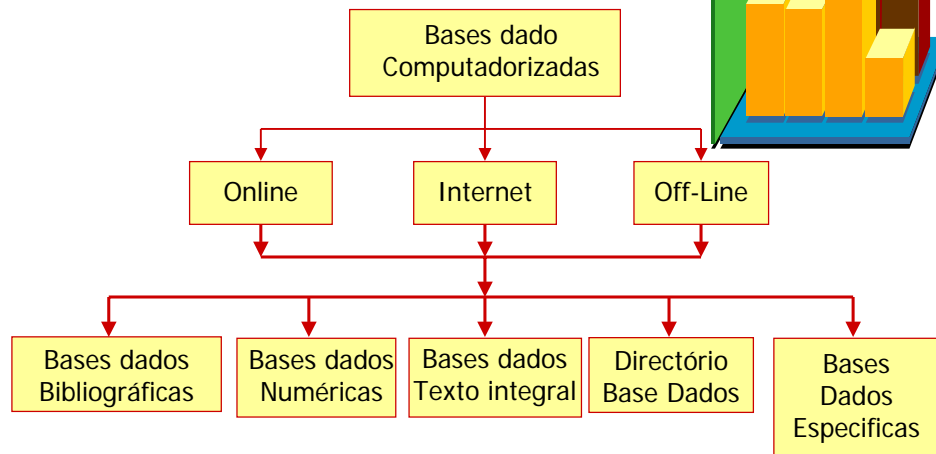 Bases dado
Computadorizadas
Online
Internet
Off-Line
Bases dados
Bibliográficas
Bases dados
Numéricas
Bases dados
Texto integral
Directório
Base Dados
Bases
Dados
Especificas